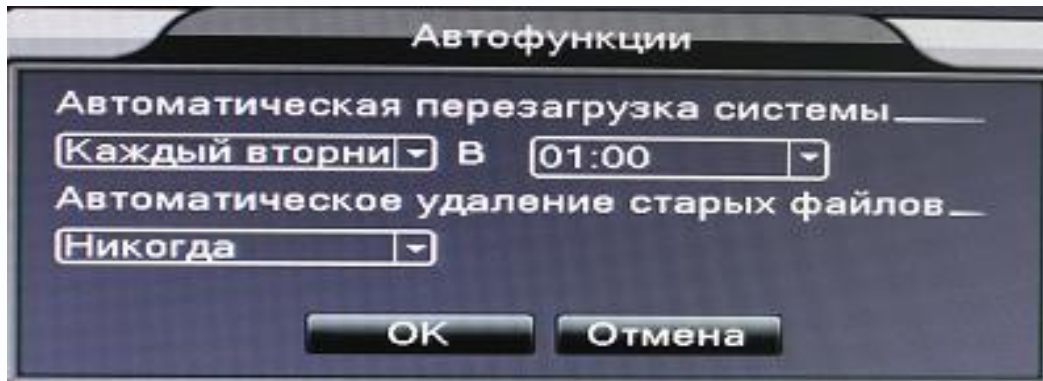 Автофункции
Автоматическая перезагрузка системы
Каждый вторни В 01:00
Автоматическое удаление старых файлов
Никогда
OK Отмена